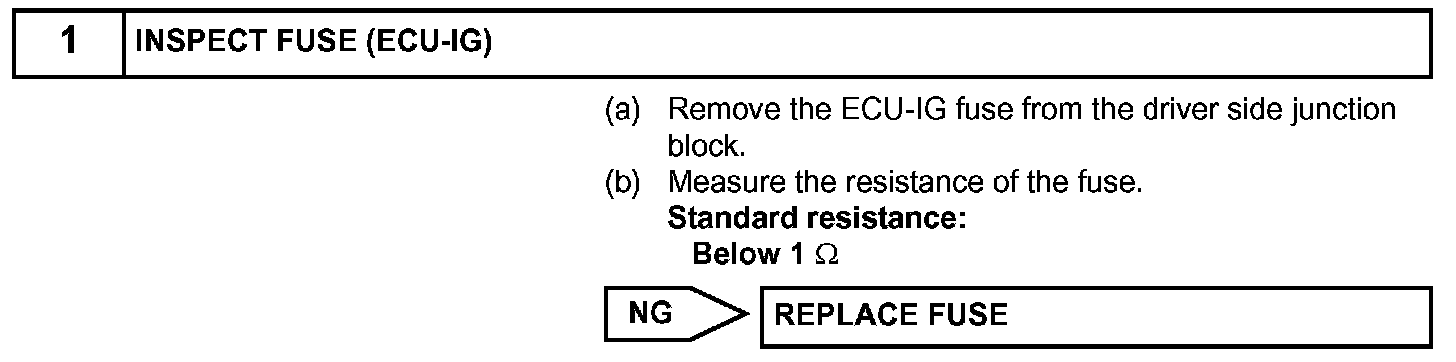 1 INSPECT FUSE (ECU-IG)
(a) Remove the ECU-IG fuse from the driver side junction
block.
(b) Measure the resistance of the fuse.
Standard resistance:
Below 1 Ω
NG REPLACE FUSE